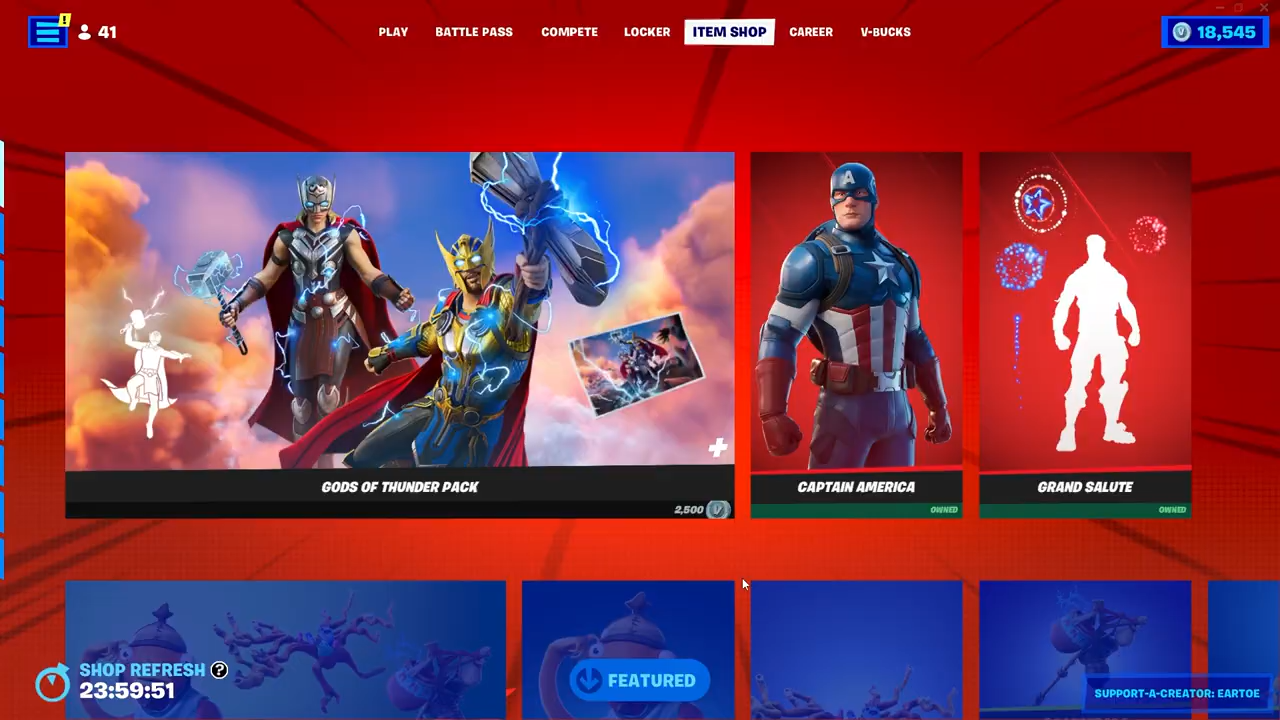 41
PLAY
BATTLE PASS
COMPETE
LOCKER
ITEM SHOP
CAREER
V-BUCKS
18,545
GODS OF THUNDER PACK
2,500
CAPTAIN AMERICA
OWNED
GRAND SALUTE
OWNED
SHOP REFRESH ?
23:59:51
FEATURED
SUPPORT-A-CREATOR: EARTOE